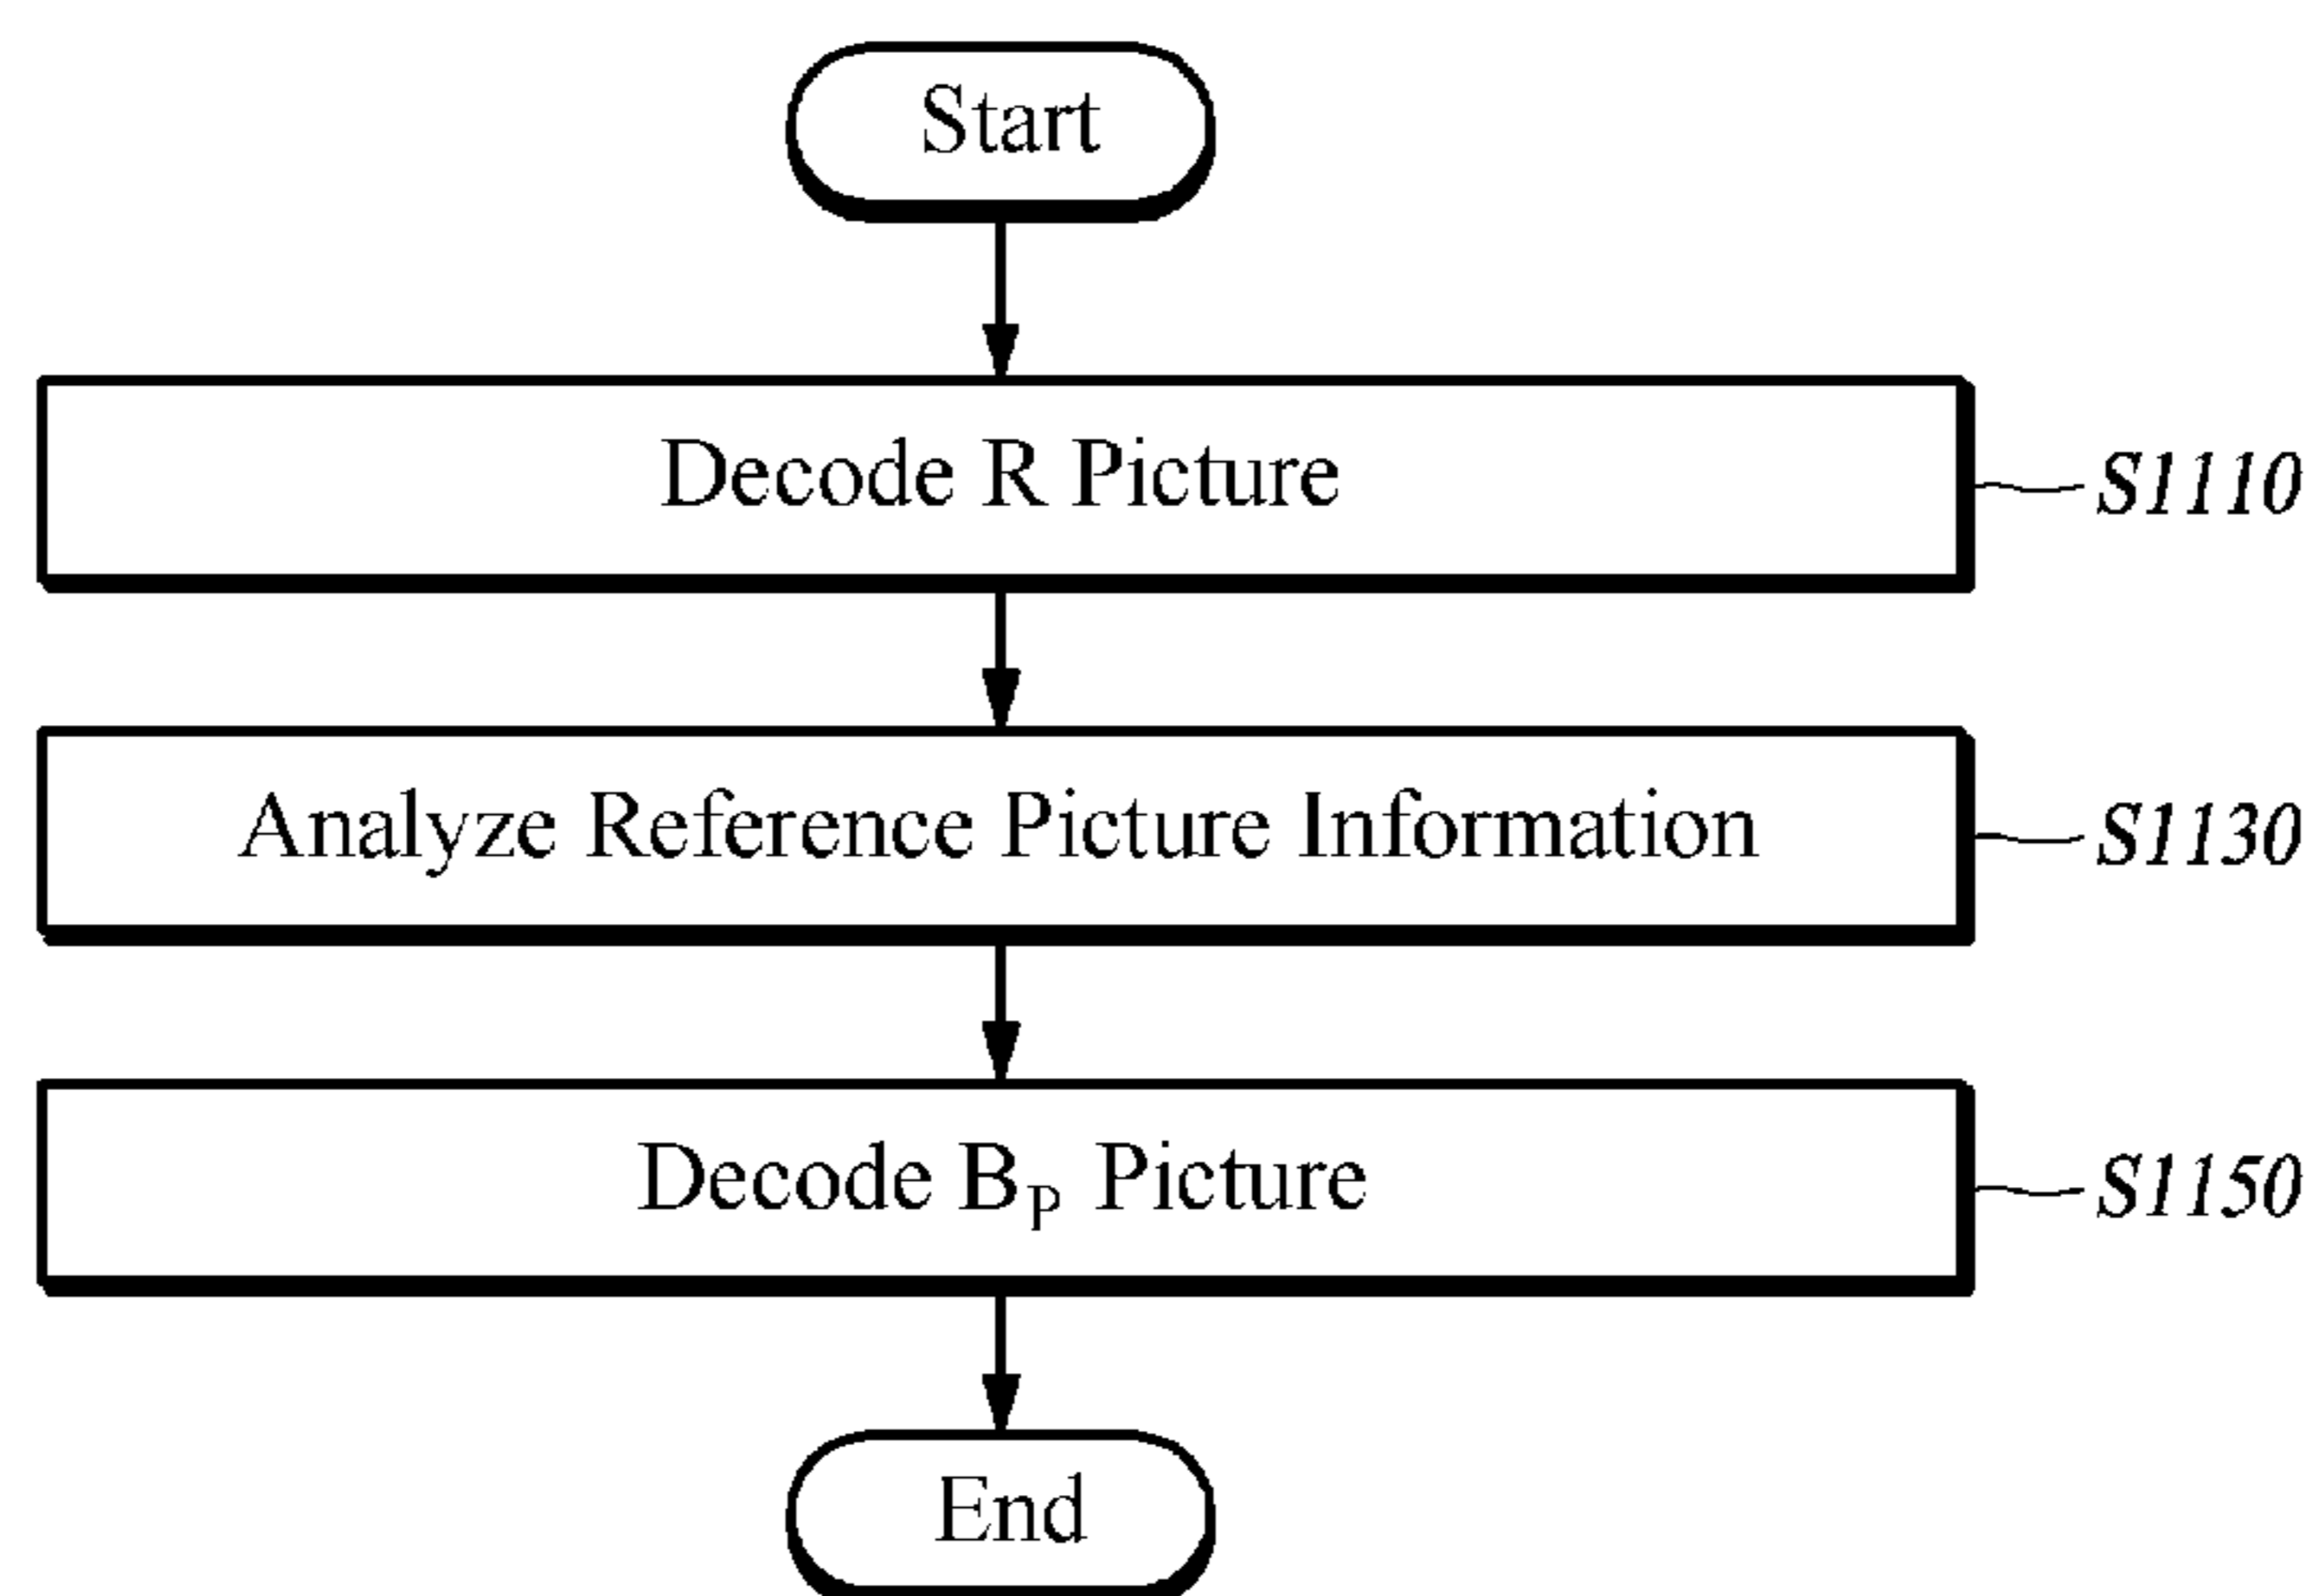 Start
Decode R Picture
S1110
Analyze Reference Picture Information
S1130
Decode B_P Picture
S1150
End